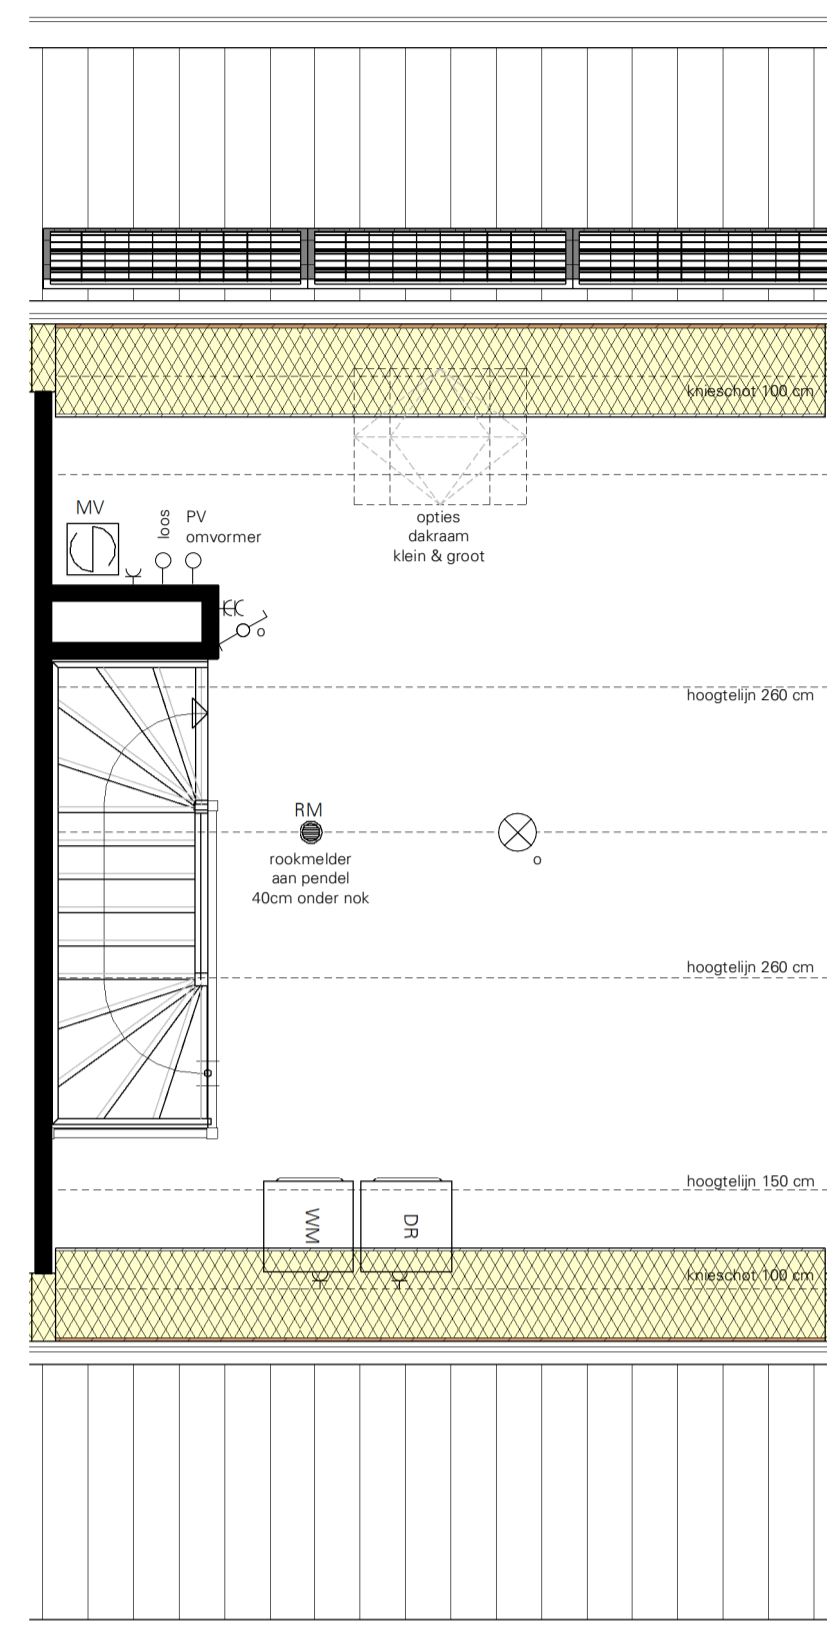 knieschot 100 cm
MV
loos
PV
omvormer
opties
dakraam
klein & groot
o
hoogtelijn 260 cm
RM
rookmelder
aan pendel
40cm onder nok
o
hoogtelijn 260 cm
hoogtelijn 150 cm
WM
DR
knieschot 100 cm